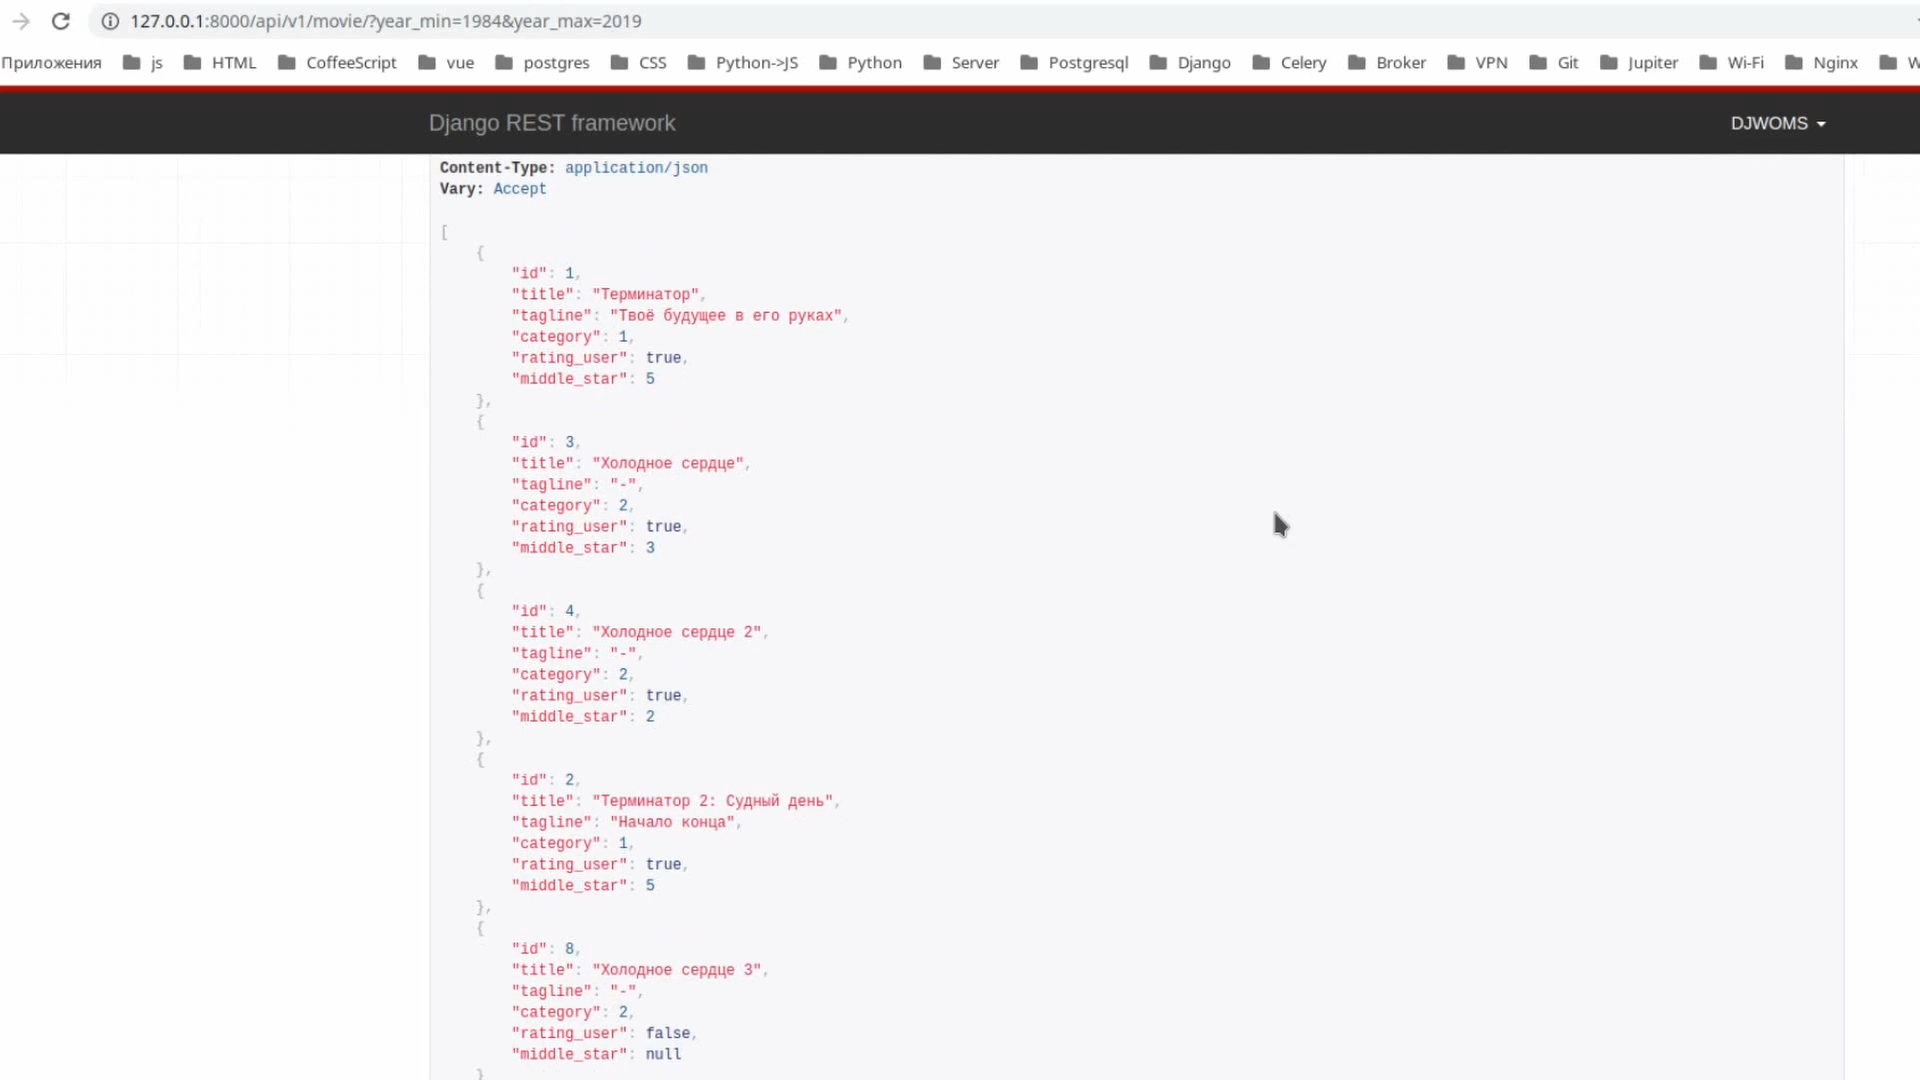 127.0.0.1:8000/api/v1/movie/?year_min=1984&year_max=2019
Приложения js HTML CoffeeScript vue postgres CSS Python->JS Python Server Postgresql Django Celery Broker VPN Git Jupiter Wi-Fi Nginx
Django REST framework DJWOMS
Content-Type: application/json
Vary: Accept
[
{
"id": 1,
"title": "Терминатор",
"tagline": "Твоё будущее в его руках",
"category": 1,
"rating_user": true,
"middle_star": 5
},
{
"id": 3,
"title": "Холодное сердце",
"tagline": "-",
"category": 2,
"rating_user": true,
"middle_star": 3
},
{
"id": 4,
"title": "Холодное сердце 2",
"tagline": "-",
"category": 2,
"rating_user": true,
"middle_star": 2
},
{
"id": 2,
"title": "Терминатор 2: Судный день",
"tagline": "Начало конца",
"category": 1,
"rating_user": true,
"middle_star": 5
},
{
"id": 8,
"title": "Холодное сердце 3",
"tagline": "-",
"category": 2,
"rating_user": false,
"middle_star": null
}